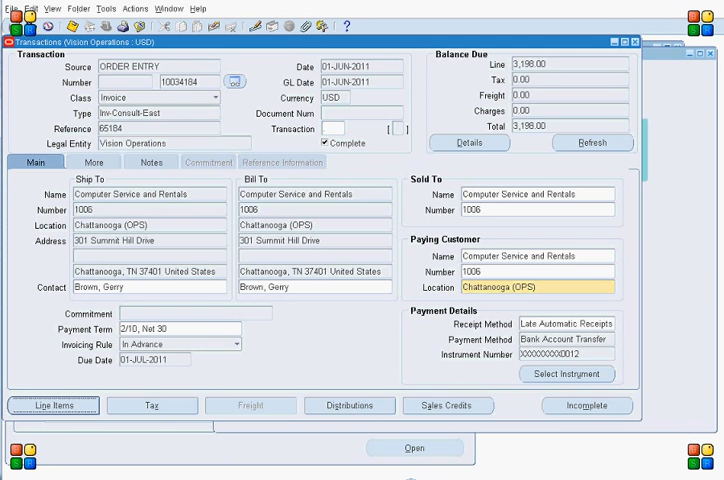 File Edit View Folder Tools Actions Window Help
Transactions (Vision Operations : USD)
Transaction
Source ORDER ENTRY
Number 10034184
Class Invoice
Type Inv-Consult-East
Reference 65184
Legal Entity Vision Operations
Date 01-JUN-2011
GL Date 01-JUN-2011
Currency USD
Document Num
Transaction . [ ]
Complete
Balance Due
Line 3,198.00
Tax 0.00
Freight 0.00
Charges 0.00
Total 3,198.00
Details Refresh
Main More Notes Commitment Reference Information
Ship To
Name Computer Service and Rentals
Number 1006
Location Chattanooga (OPS)
Address 301 Summit Hill Drive
Chattanooga, TN 37401 United States
Contact Brown, Gerry
Bill To
Computer Service and Rentals
1006
Chattanooga (OPS)
301 Summit Hill Drive
Chattanooga, TN 37401 United States
Brown, Gerry
Commitment
Payment Term 2/10, Net 30
Invoicing Rule In Advance
Due Date 01-JUL-2011
Sold To
Name Computer Service and Rentals
Number 1006
Paying Customer
Name Computer Service and Rentals
Number 1006
Location Chattanooga (OPS)
Payment Details
Receipt Method Late Automatic Receipts
Payment Method Bank Account Transfer
Instrument Number XXXXXXXX0012
Select Instrument
Line Items Tax Freight Distributions Sales Credits Incomplete
Open